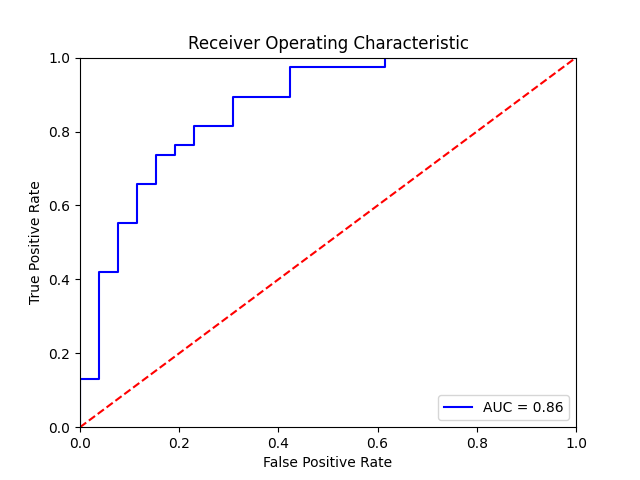 Receiver Operating Characteristic
True Positive Rate
1.0
0.8
0.6
0.4
0.2
0.0
AUC = 0.86
0.0 0.2 0.4 0.6 0.8 1.0
False Positive Rate